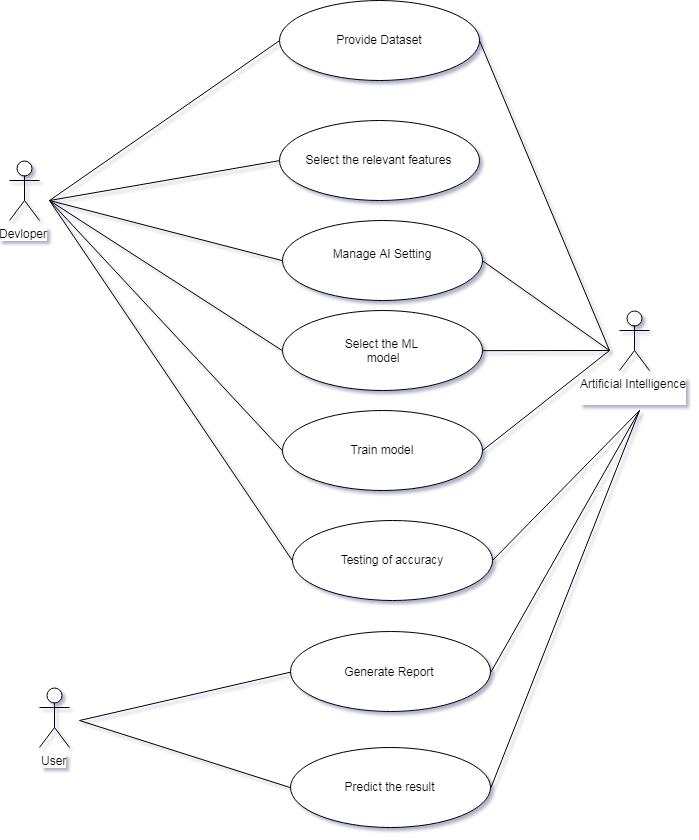 Provide Dataset
Select the relevant features
Devloper
Manage AI Setting
Select the ML
model
Artificial Intelligence
Train model
Testing of accuracy
Generate Report
User
Predict the result